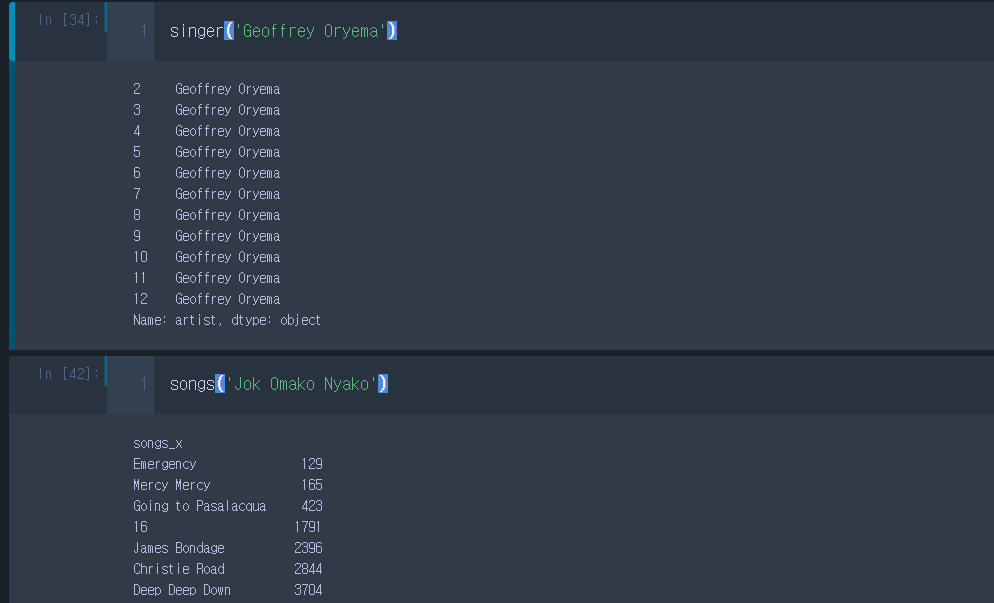 In [34]:
1 singer('Geoffrey Oryema')
2 Geoffrey Oryema
3 Geoffrey Oryema
4 Geoffrey Oryema
5 Geoffrey Oryema
6 Geoffrey Oryema
7 Geoffrey Oryema
8 Geoffrey Oryema
9 Geoffrey Oryema
10 Geoffrey Oryema
11 Geoffrey Oryema
12 Geoffrey Oryema
Name: artist, dtype: object
In [42]:
1 songs('Jok Omako Nyako')
songs_x
Emergency 129
Mercy Mercy 165
Going to Pasalacqua 423
16 1791
James Bondage 2396
Christie Road 2844
Deep Deep Down 3704